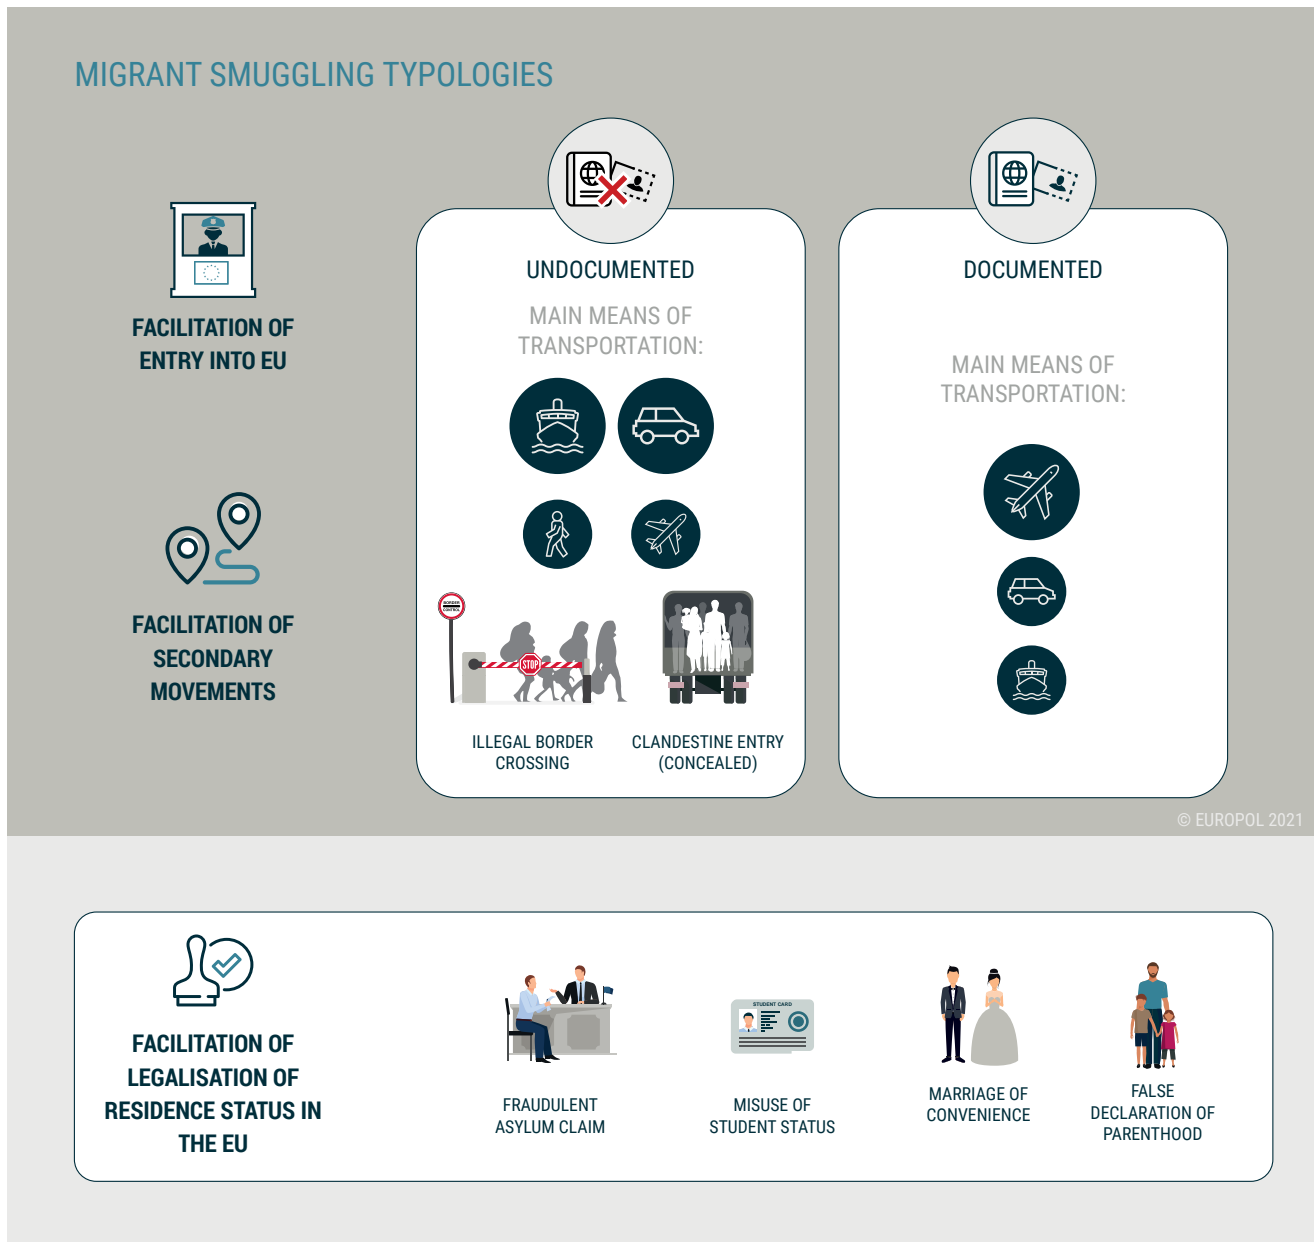 MIGRANT SMUGGLING TYPOLOGIES
FACILITATION OF
ENTRY INTO EU
FACILITATION OF
SECONDARY
MOVEMENTS
UNDOCUMENTED
MAIN MEANS OF
TRANSPORTATION:
BORDER
CONTROL
STOP
ILLEGAL BORDER
CROSSING
CLANDESTINE ENTRY
(CONCEALED)
DOCUMENTED
MAIN MEANS OF
TRANSPORTATION:
© EUROPOL 2021
FACILITATION OF
LEGALISATION OF
RESIDENCE STATUS IN
THE EU
FRAUDULENT
ASYLUM CLAIM
STUDENT CARD
MISUSE OF
STUDENT STATUS
MARRIAGE OF
CONVENIENCE
FALSE
DECLARATION OF
PARENTHOOD